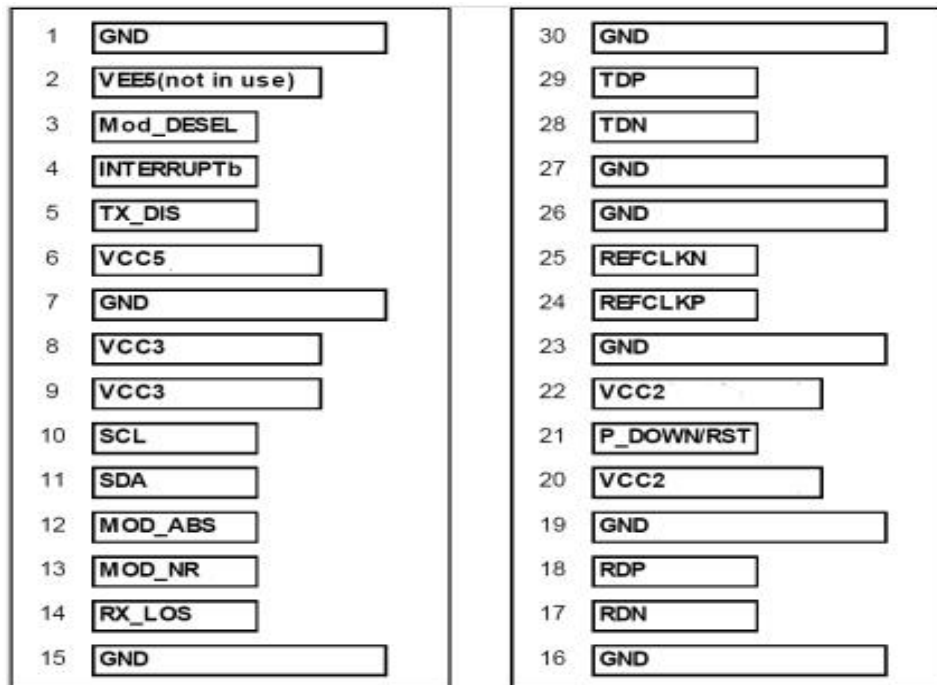 1 GND
2 VEE5(not in use)
3 Mod_DESEL
4 INTERRUPTb
5 TX_DIS
6 VCC5
7 GND
8 VCC3
9 VCC3
10 SCL
11 SDA
12 MOD_ABS
13 MOD_NR
14 RX_LOS
15 GND
30 GND
29 TDP
28 TDN
27 GND
26 GND
25 REFCLKN
24 REFCLKP
23 GND
22 VCC2
21 P_DOWN/RST
20 VCC2
19 GND
18 RDP
17 RDN
16 GND